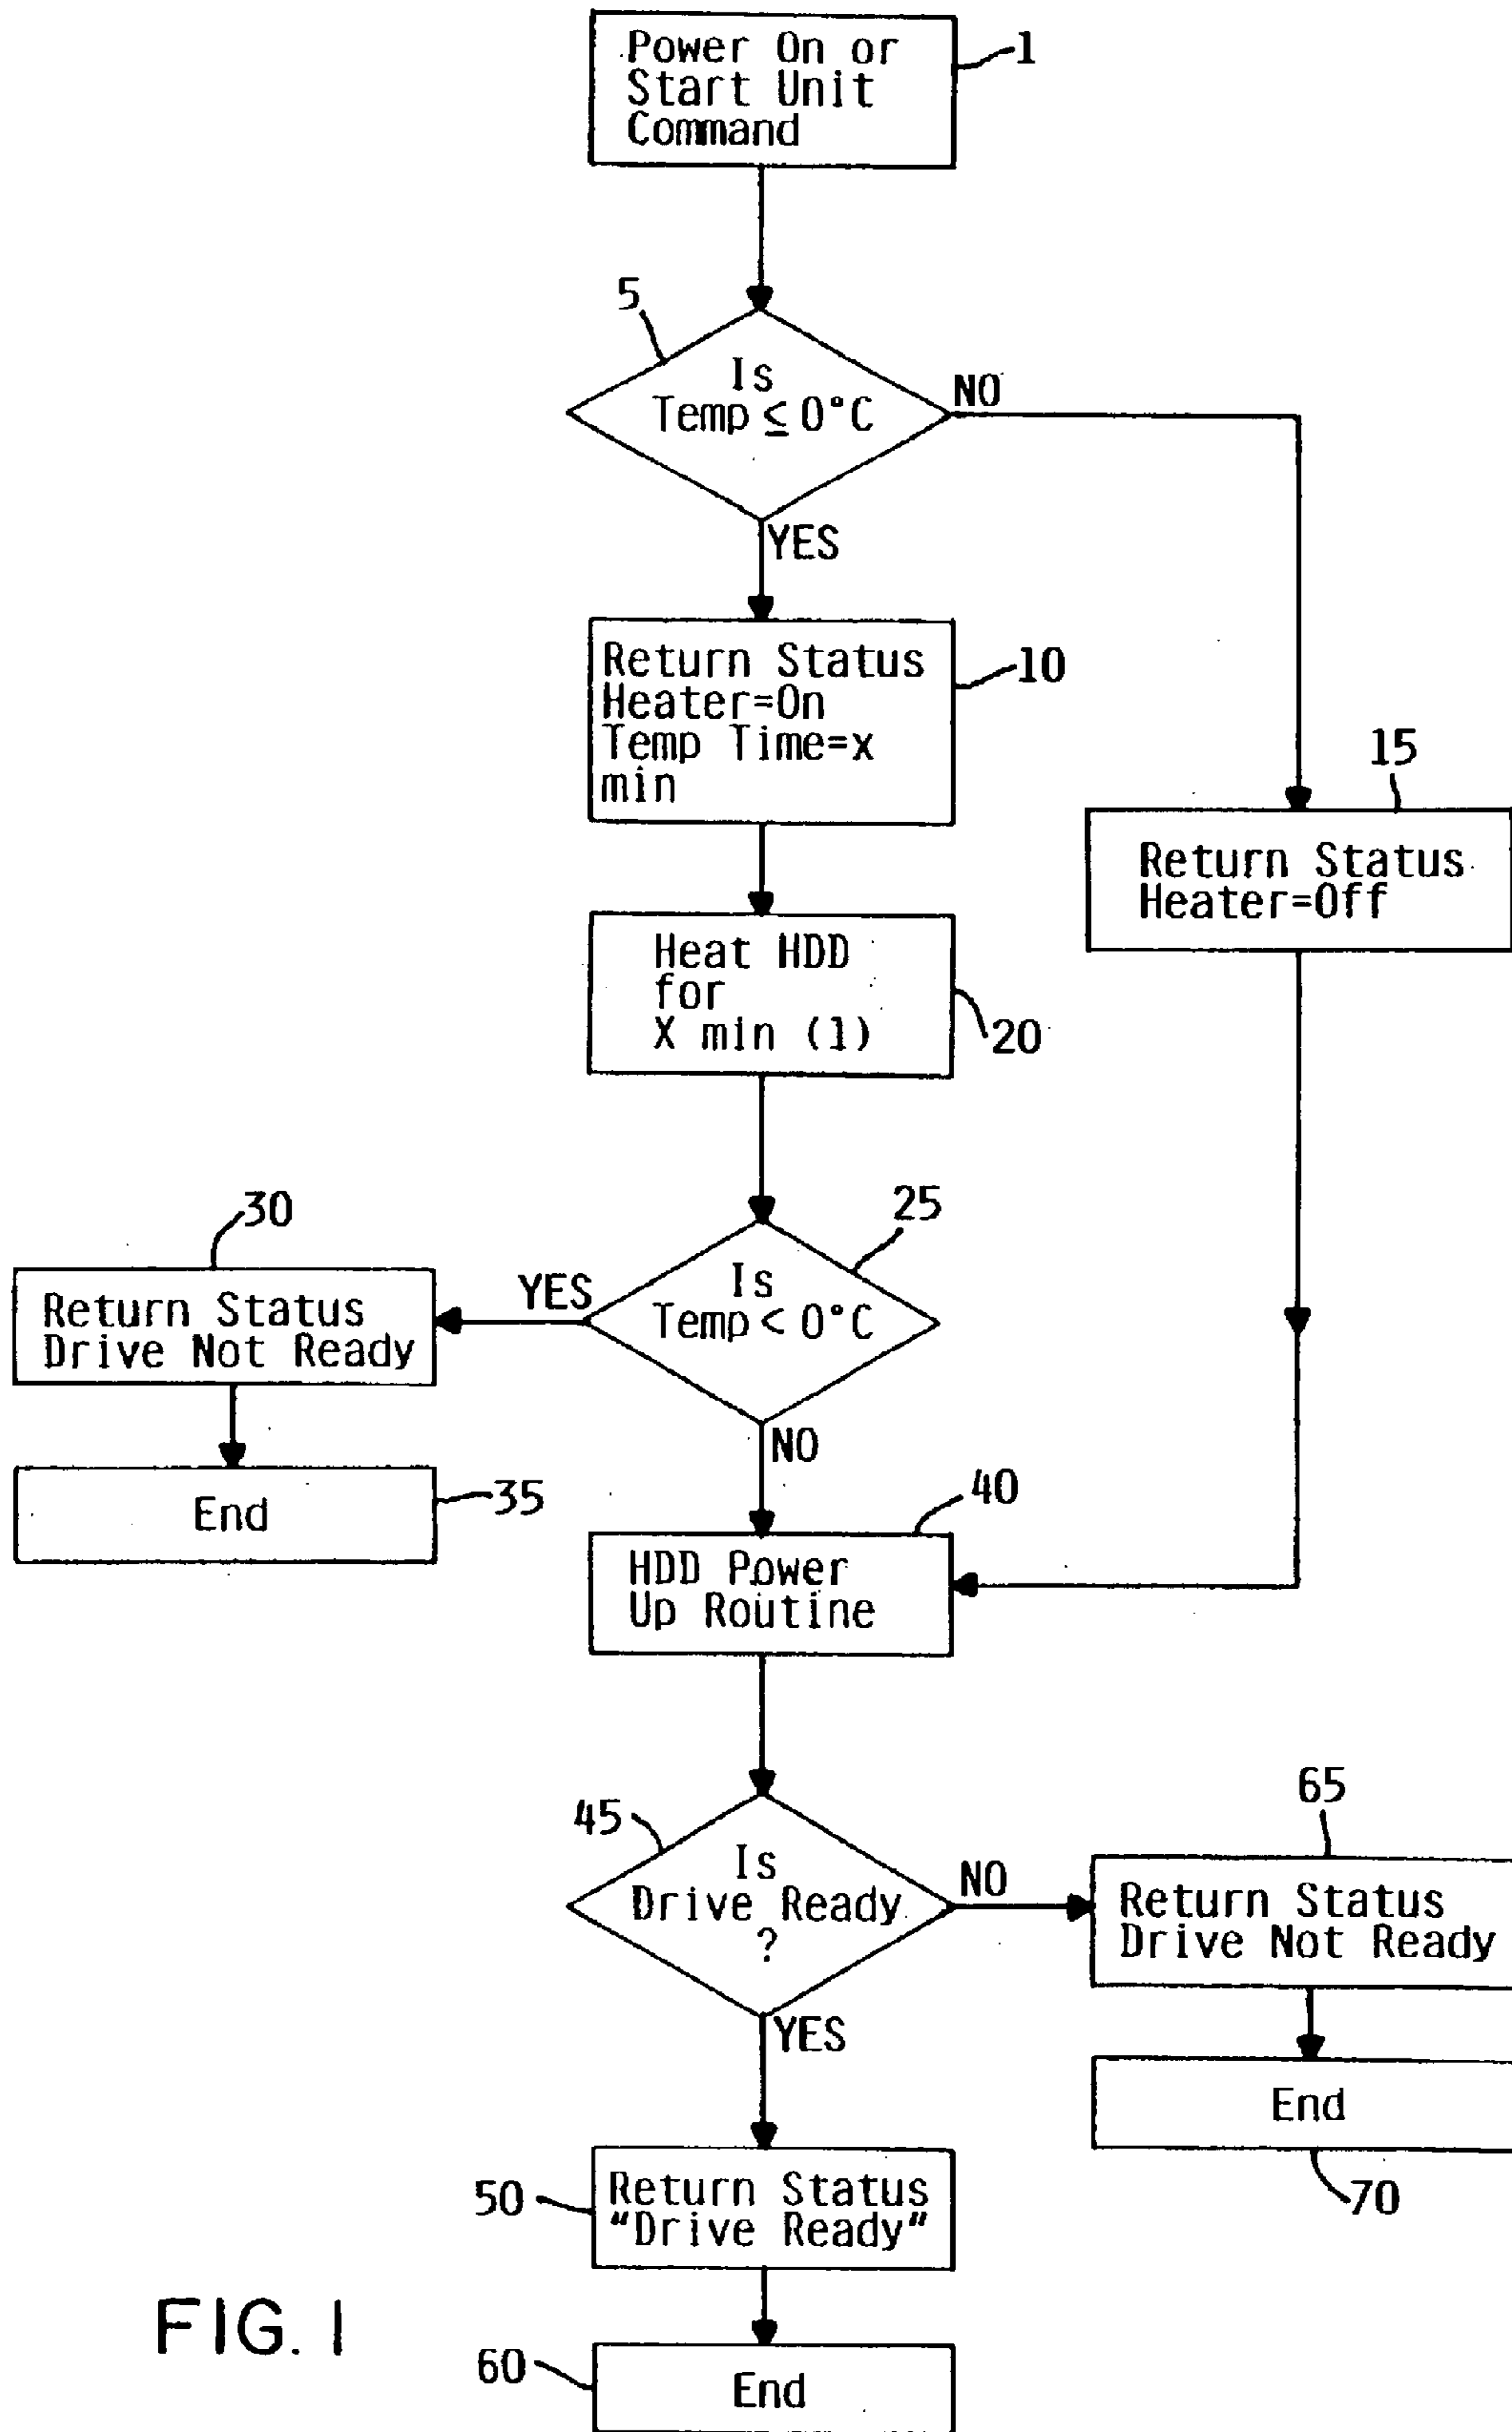 Power On or
Start Unit
Command
1
5
Is
Temp ≤ 0°C
NO
YES
Return Status
Heater=On
Temp Time=x
min
10
15
Return Status
Heater=Off
Heat HDD
for
X min (1)
20
25
Is
Temp < 0°C
YES
30
Return Status
Drive Not Ready
End
35
NO
40
HDD Power
Up Routine
45
Is
Drive Ready
?
NO
65
Return Status
Drive Not Ready
End
70
YES
50
Return Status
"Drive Ready"
60
End
FIG. 1